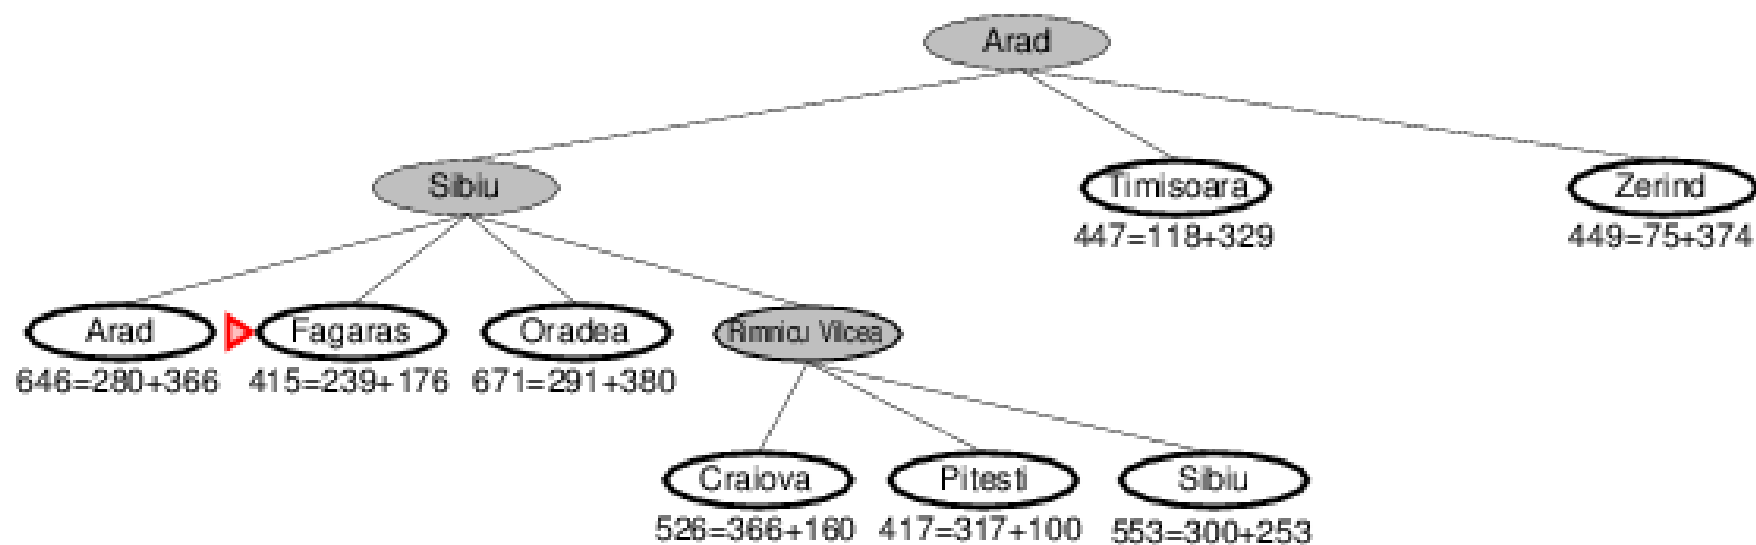 Arad
Sibiu
Timisoara
Zerind
447=118+329
449=75+374
Arad
Fagaras
Oradea
Rimnicu Vilcea
646=280+366
415=239+176
671=291+380
Craiova
Pitesti
Sibiu
526=366+160
417=317+100
553=300+253